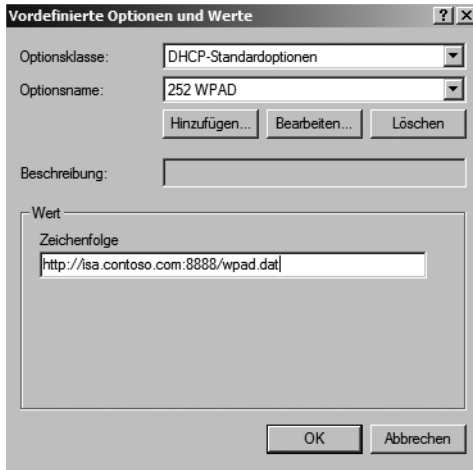 Vordefinierte Optionen und Werte
Optionsklasse: DHCP-Standardoptionen
Optionsname: 252 WPAD
Hinzufügen... Bearbeiten... Löschen
Beschreibung:
Wert
Zeichenfolge
http://isa.contoso.com:8888/wpad.dat
OK Abbrechen